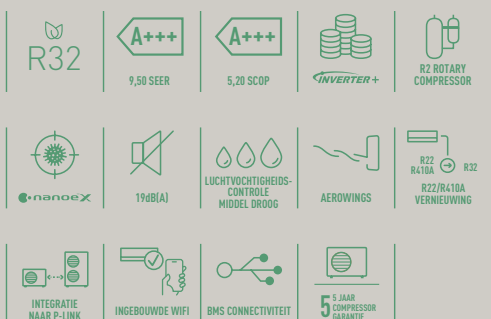 R32
A+++
9,50 SEER
A+++
5,20 SCOP
INVERTER+
R2 ROTARY
COMPRESSOR
nanoeX
19dB(A)
LUCHTVOCHTIGHEIDS-
CONTROLE
MIDDEL DROOG
AEROWINGS
R22
R410A
R32
R22/R410A
VERNIEUWING
INTEGRATIE
NAAR P-LINK
INGEBOUWDE WIFI
BMS CONNECTIVITEIT
5 5 JAAR
COMPRESSOR
GARANTIE